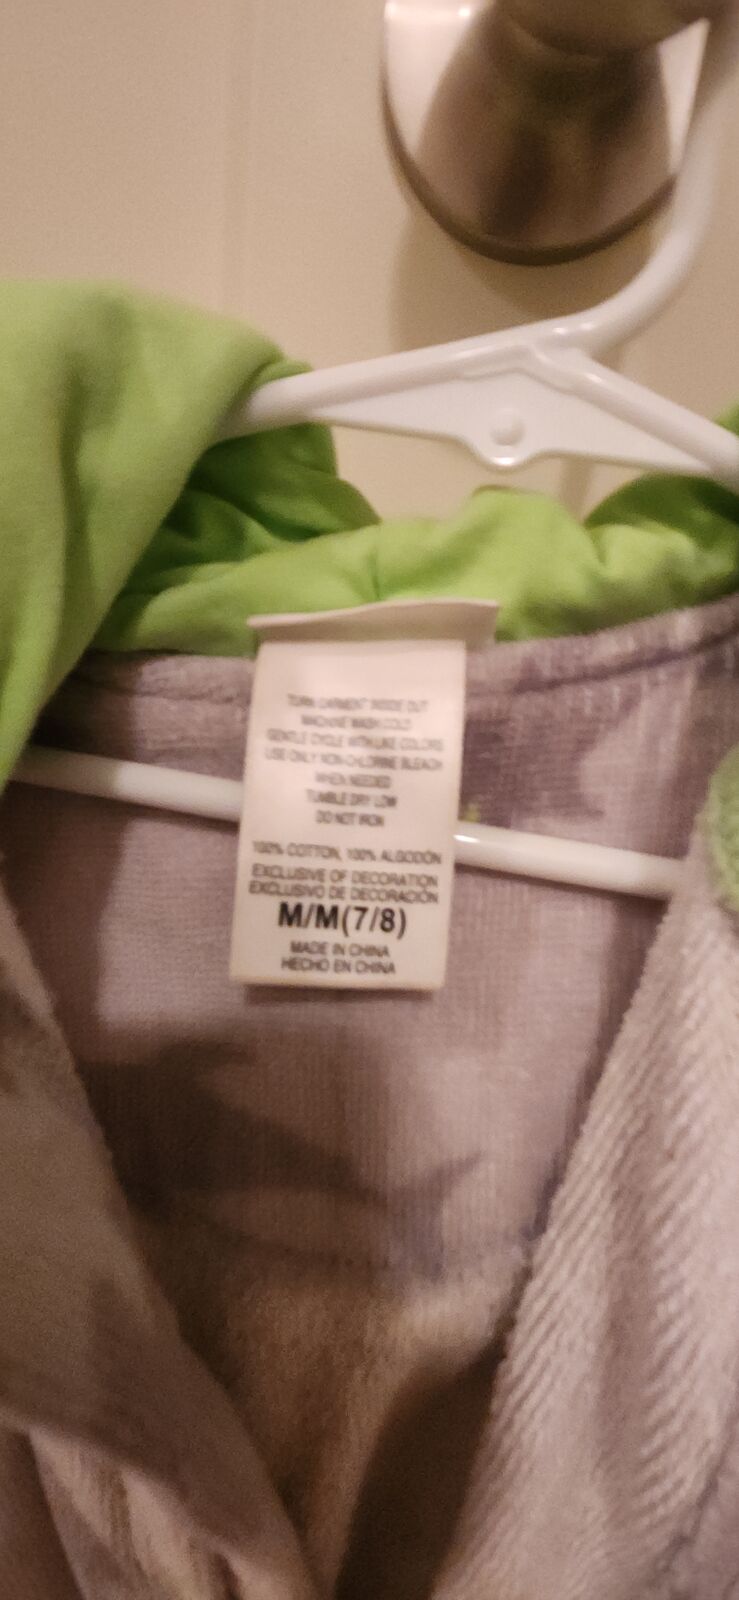 TURN GARMENT INSIDE OUT
MACHINE WASH COLD
GENTLE CYCLE WITH LIKE COLORS
USE ONLY NON-CHLORINE BLEACH
WHEN NEEDED
TUMBLE DRY LOW
DO NOT IRON
100% COTTON, 100% ALGODÓN
EXCLUSIVE OF DECORATION
EXCLUSIVO DE DECORACIÓN
M/M(7/8)
MADE IN CHINA
HECHO EN CHINA